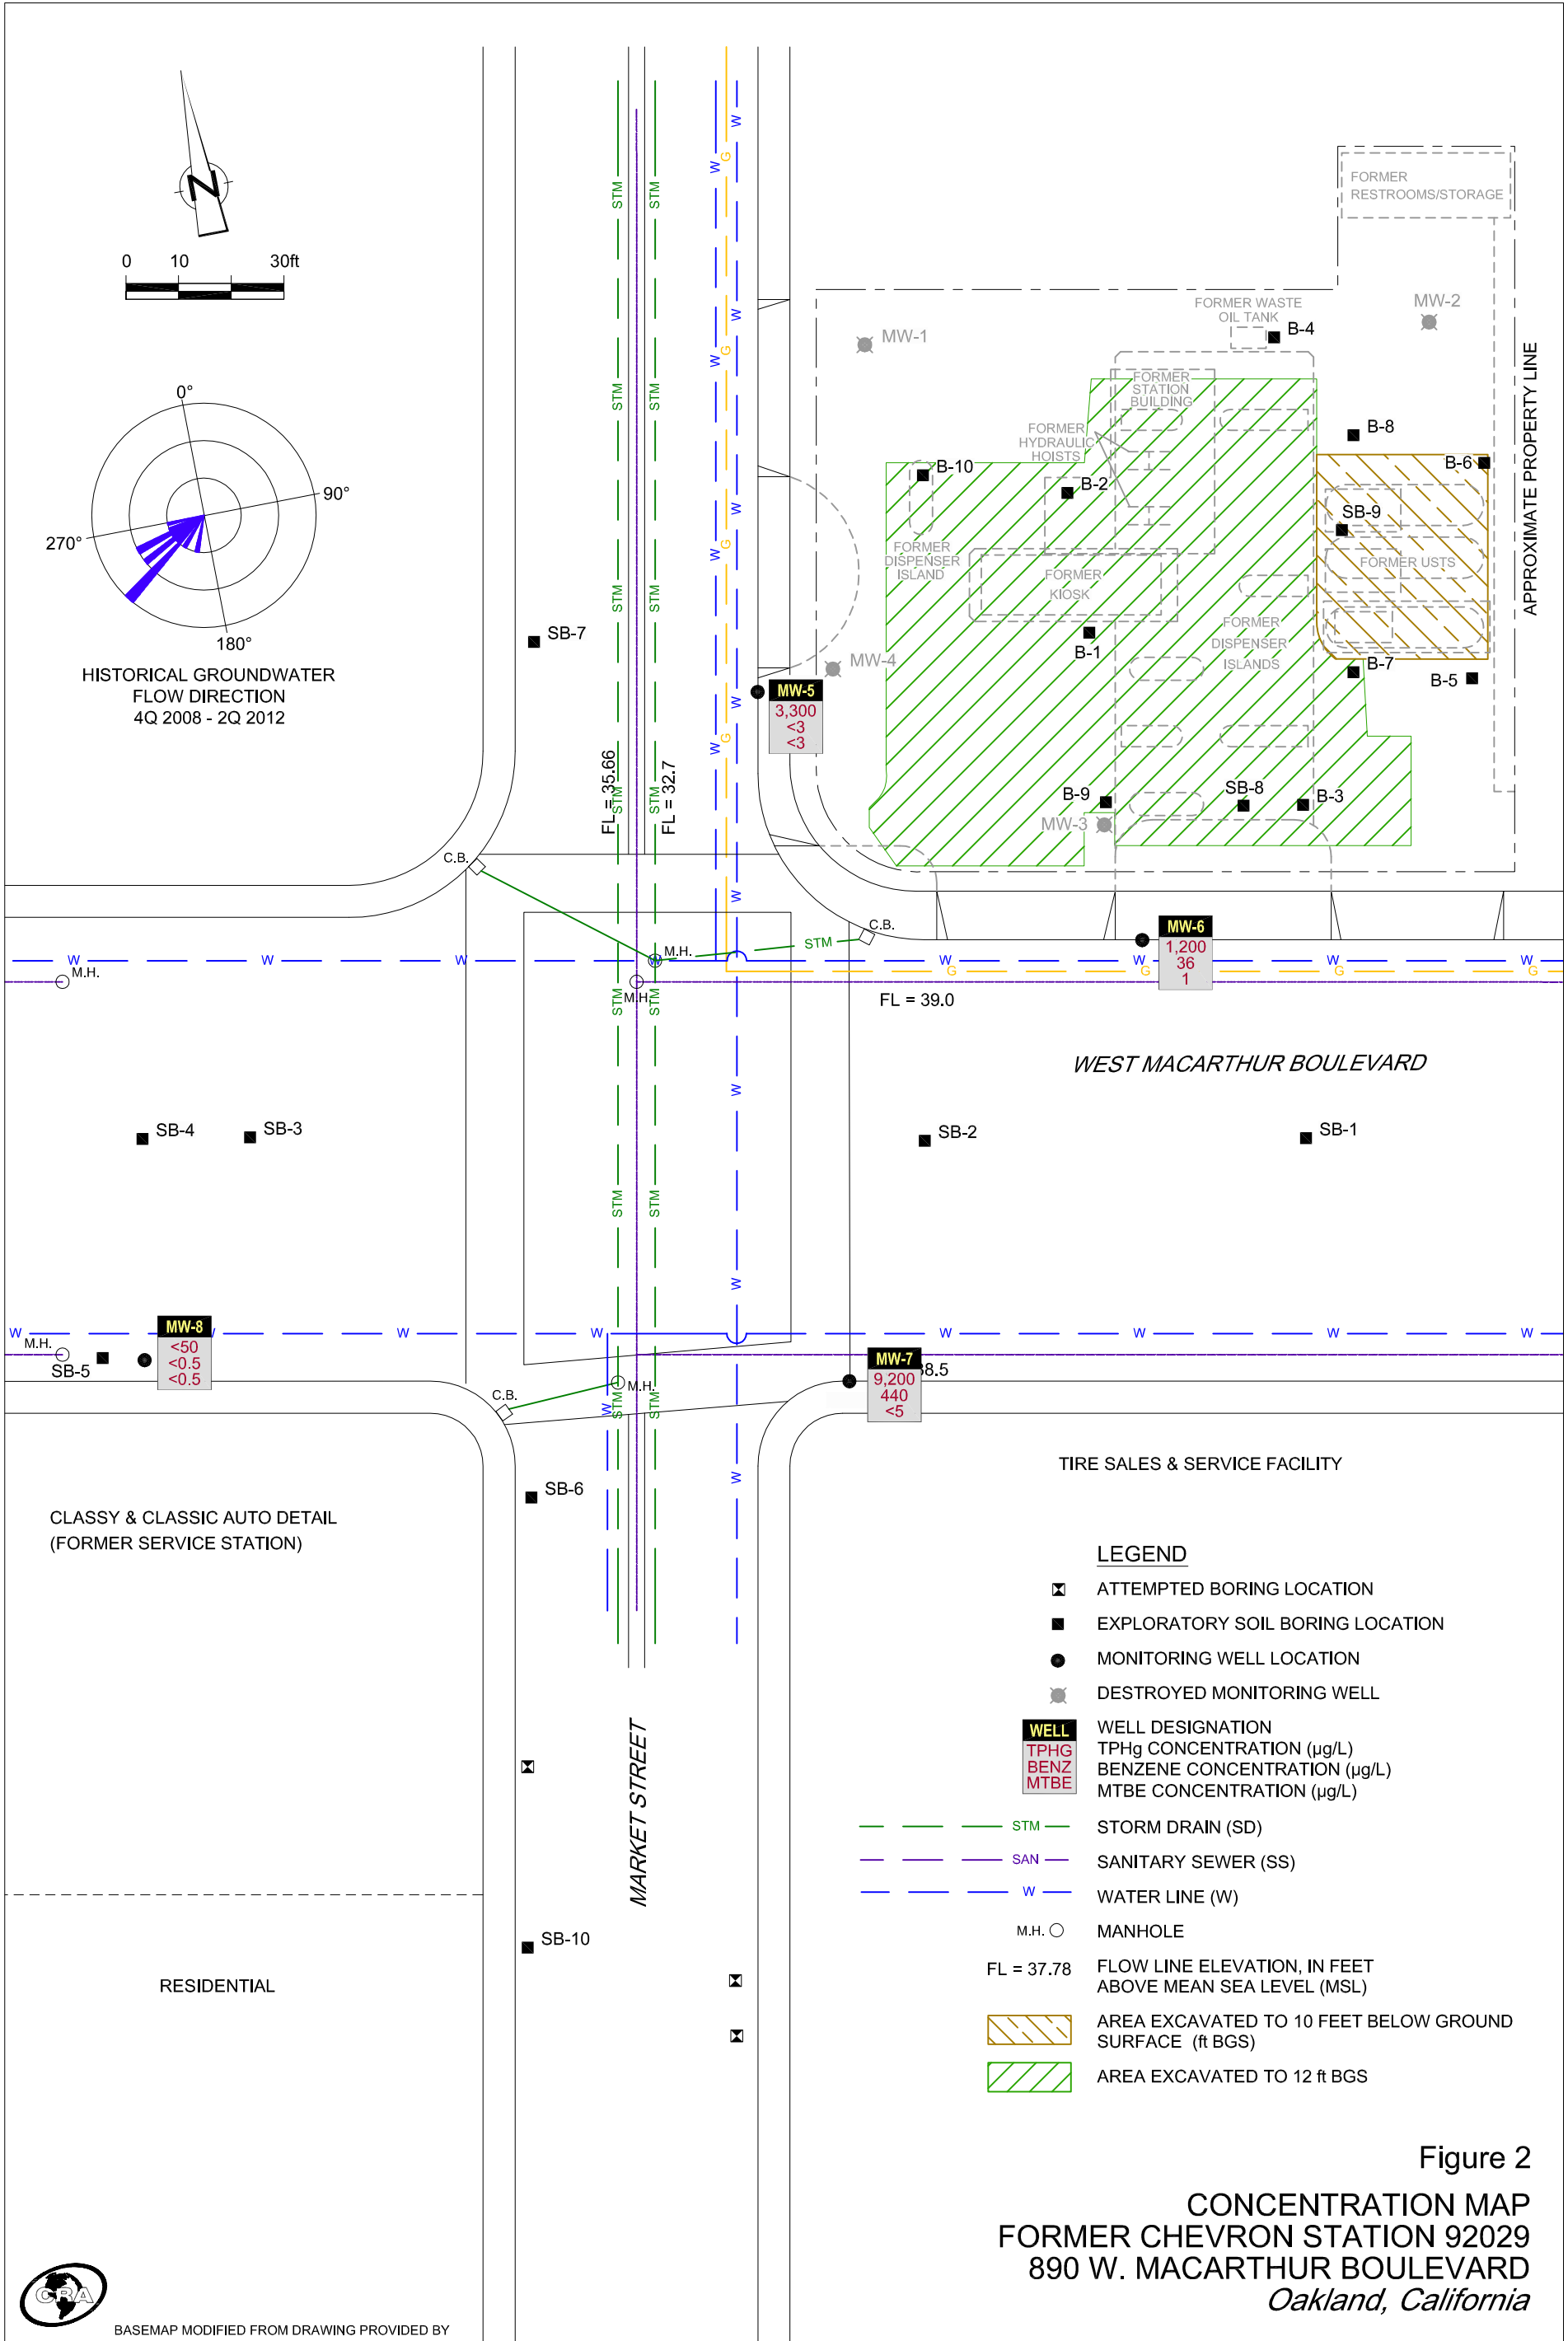 N
0 10 30ft
0°
90°
270°
180°
HISTORICAL GROUNDWATER
FLOW DIRECTION
4Q 2008 - 2Q 2012
STM
STM
W
W
G
STM
STM
W
W
G
STM
STM
W
W
G
STM
STM
W
W
G
FORMER
RESTROOMS/STORAGE
FORMER WASTE
OIL TANK
B-4
MW-2
MW-1
FORMER
STATION
BUILDING
FORMER
HYDRAULIC
HOISTS
B-8
B-6
B-10
B-2
SB-9
FORMER
DISPENSER
ISLAND
FORMER
KIOSK
FORMER USTS
FORMER
DISPENSER
ISLANDS
B-1
B-7
B-5
MW-4
SB-7
MW-5
3,300
<3
<3
APPROXIMATE PROPERTY LINE
FL = 35.66
FL = 32.7
B-9
SB-8
B-3
MW-3
C.B.
C.B.
STM
M.H.
M.H.
M.H.
W
W
W
W
W
W
W
W
G
G
G
G
MW-6
1,200
36
1
FL = 39.0
WEST MACARTHUR BOULEVARD
SB-4
SB-3
SB-2
SB-1
MW-8
<50
<0.5
<0.5
M.H.
SB-5
C.B.
M.H.
MW-7
9,200
440
<5
8.5
SB-6
TIRE SALES & SERVICE FACILITY
CLASSY & CLASSIC AUTO DETAIL
(FORMER SERVICE STATION)
MARKET STREET
SB-10
RESIDENTIAL
LEGEND
ATTEMPTED BORING LOCATION
EXPLORATORY SOIL BORING LOCATION
MONITORING WELL LOCATION
DESTROYED MONITORING WELL
WELL
TPHG
BENZ
MTBE
WELL DESIGNATION
TPHg CONCENTRATION (µg/L)
BENZENE CONCENTRATION (µg/L)
MTBE CONCENTRATION (µg/L)
STM STORM DRAIN (SD)
SAN SANITARY SEWER (SS)
W WATER LINE (W)
M.H. MANHOLE
FL = 37.78 FLOW LINE ELEVATION, IN FEET
ABOVE MEAN SEA LEVEL (MSL)
AREA EXCAVATED TO 10 FEET BELOW GROUND
SURFACE (ft BGS)
AREA EXCAVATED TO 12 ft BGS
Figure 2
CONCENTRATION MAP
FORMER CHEVRON STATION 92029
890 W. MACARTHUR BOULEVARD
Oakland, California
CRA
BASEMAP MODIFIED FROM DRAWING PROVIDED BY